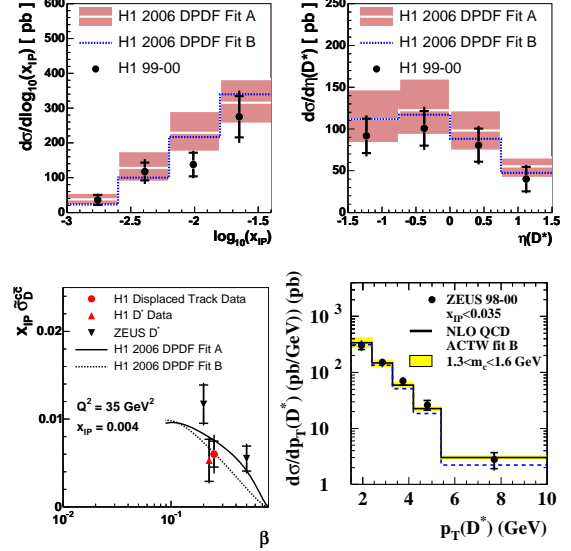 dσ/dlog10(xIP) [ pb]
H1 2006 DPDF Fit A
H1 2006 DPDF Fit B
H1 99-00
600
500
400
300
200
100
0
-3
-2.5
-2
-1.5
log10(xIP)
dσ/dη(D*) [ pb]
H1 2006 DPDF Fit A
H1 2006 DPDF Fit B
H1 99-00
250
200
150
100
50
0
-1.5
-1
-0.5
0
0.5
1
1.5
η(D*)
xIP σ̃D cc̄
H1 Displaced Track Data
H1 D* Data
ZEUS D*
H1 2006 DPDF Fit A
H1 2006 DPDF Fit B
0.02
0.01
0
Q2 = 35 GeV2
xIP = 0.004
10-2
10-1
1
β
dσ/dpT(D*) (pb/GeV)) (pb)
ZEUS 98-00
xIP<0.035
NLO QCD
ACTW fit B
1.3<mc<1.6 GeV
103
102
10
1
2
4
6
8
10
pT(D*) (GeV)